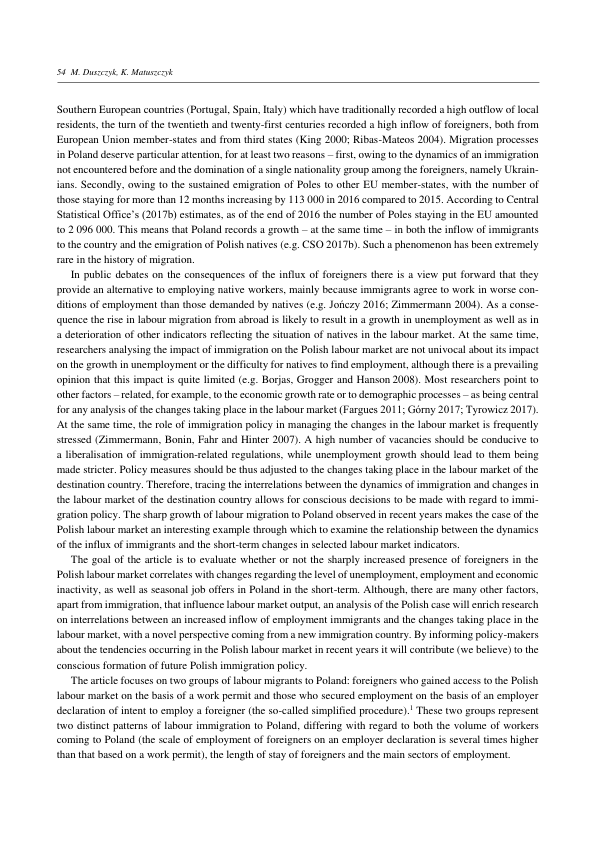 54 M. Duszczyk, K. Matuszczyk
Southern European countries (Portugal, Spain, Italy) which have traditionally recorded a high outflow of local
residents, the turn of the twentieth and twenty-first centuries recorded a high inflow of foreigners, both from
European Union member-states and from third states (King 2000; Ribas-Mateos 2004). Migration processes
in Poland deserve particular attention, for at least two reasons – first, owing to the dynamics of an immigration
not encountered before and the domination of a single nationality group among the foreigners, namely Ukrain-
ians. Secondly, owing to the sustained emigration of Poles to other EU member-states, with the number of
those staying for more than 12 months increasing by 113 000 in 2016 compared to 2015. According to Central
Statistical Office's (2017b) estimates, as of the end of 2016 the number of Poles staying in the EU amounted
to 2 096 000. This means that Poland records a growth – at the same time – in both the inflow of immigrants
to the country and the emigration of Polish natives (e.g. CSO 2017b). Such a phenomenon has been extremely
rare in the history of migration.
In public debates on the consequences of the influx of foreigners there is a view put forward that they
provide an alternative to employing native workers, mainly because immigrants agree to work in worse con-
ditions of employment than those demanded by natives (e.g. Jończy 2016; Zimmermann 2004). As a conse-
quence the rise in labour migration from abroad is likely to result in a growth in unemployment as well as in
a deterioration of other indicators reflecting the situation of natives in the labour market. At the same time,
researchers analysing the impact of immigration on the Polish labour market are not univocal about its impact
on the growth in unemployment or the difficulty for natives to find employment, although there is a prevailing
opinion that this impact is quite limited (e.g. Borjas, Grogger and Hanson 2008). Most researchers point to
other factors – related, for example, to the economic growth rate or to demographic processes – as being central
for any analysis of the changes taking place in the labour market (Fargues 2011; Górny 2017; Tyrowicz 2017).
At the same time, the role of immigration policy in managing the changes in the labour market is frequently
stressed (Zimmermann, Bonin, Fahr and Hinter 2007). A high number of vacancies should be conducive to
a liberalisation of immigration-related regulations, while unemployment growth should lead to them being
made stricter. Policy measures should be thus adjusted to the changes taking place in the labour market of the
destination country. Therefore, tracing the interrelations between the dynamics of immigration and changes in
the labour market of the destination country allows for conscious decisions to be made with regard to immi-
gration policy. The sharp growth of labour migration to Poland observed in recent years makes the case of the
Polish labour market an interesting example through which to examine the relationship between the dynamics
of the influx of immigrants and the short-term changes in selected labour market indicators.
The goal of the article is to evaluate whether or not the sharply increased presence of foreigners in the
Polish labour market correlates with changes regarding the level of unemployment, employment and economic
inactivity, as well as seasonal job offers in Poland in the short-term. Although, there are many other factors,
apart from immigration, that influence labour market output, an analysis of the Polish case will enrich research
on interrelations between an increased inflow of employment immigrants and the changes taking place in the
labour market, with a novel perspective coming from a new immigration country. By informing policy-makers
about the tendencies occurring in the Polish labour market in recent years it will contribute (we believe) to the
conscious formation of future Polish immigration policy.
The article focuses on two groups of labour migrants to Poland: foreigners who gained access to the Polish
labour market on the basis of a work permit and those who secured employment on the basis of an employer
declaration of intent to employ a foreigner (the so-called simplified procedure).1 These two groups represent
two distinct patterns of labour immigration to Poland, differing with regard to both the volume of workers
coming to Poland (the scale of employment of foreigners on an employer declaration is several times higher
than that based on a work permit), the length of stay of foreigners and the main sectors of employment.